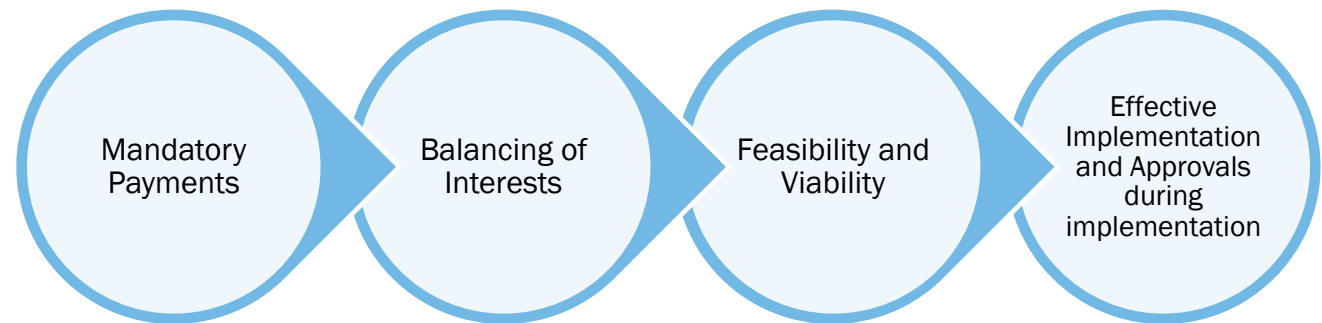 Mandatory
Payments
Balancing of
Interests
Feasibility and
Viability
Effective
Implementation
and Approvals
during
implementation